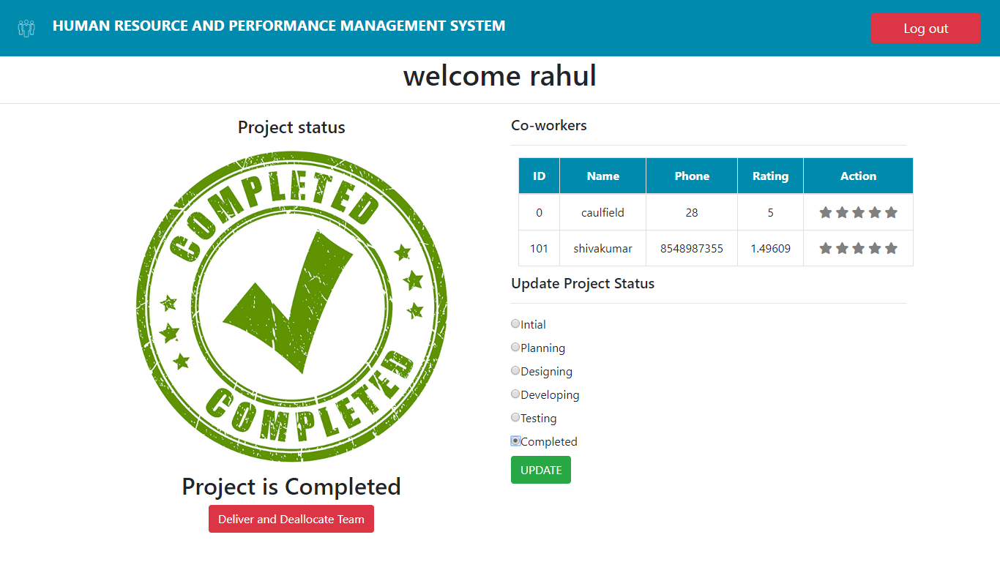 HUMAN RESOURCE AND PERFORMANCE MANAGEMENT SYSTEM
Log out
welcome rahul
Project status
COMPLETED
COMPLETED
Project is Completed
Deliver and Deallocate Team
Co-workers
ID Name Phone Rating Action
0 caulfield 28 5
101 shivakumar 8548987355 1.49609
Update Project Status
Intial
Planning
Designing
Developing
Testing
Completed
UPDATE